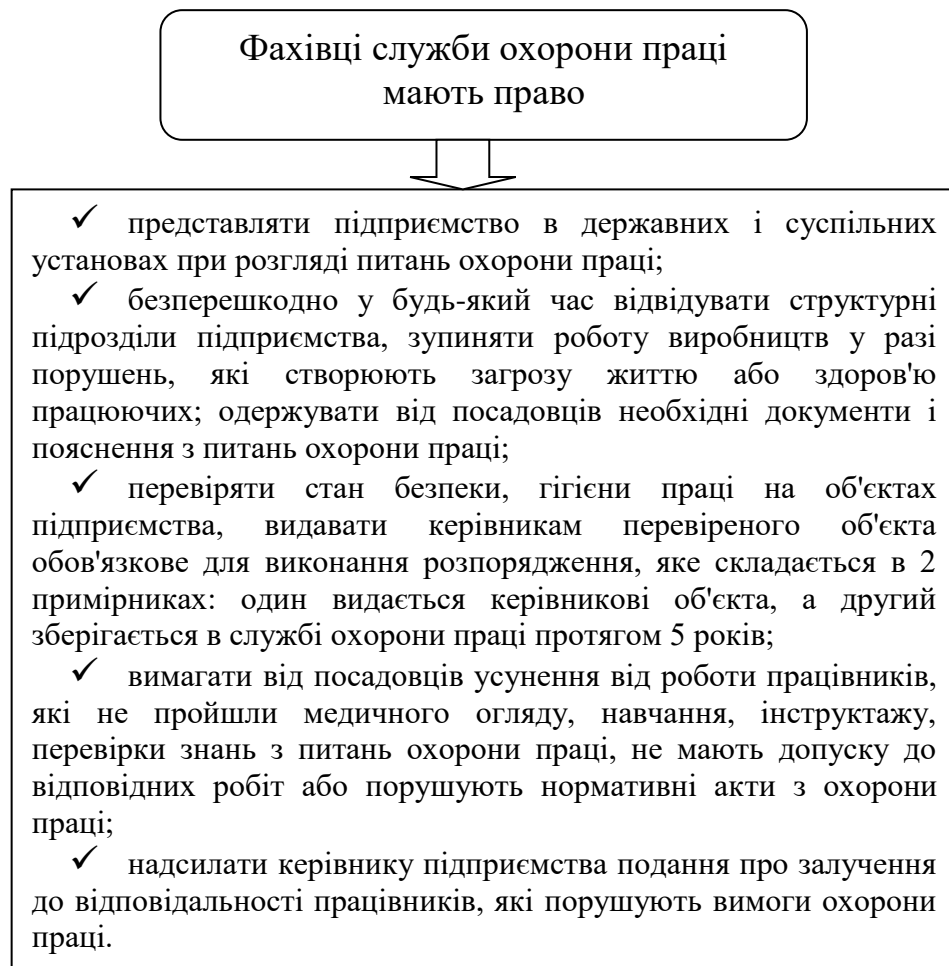 Фахівці служби охорони праці
мають право
✓ представляти підприємство в державних і суспільних
установах при розгляді питань охорони праці;
✓ безперешкодно у будь-який час відвідувати структурні
підрозділи підприємства, зупиняти роботу виробництв у разі
порушень, які створюють загрозу життю або здоров'ю
працюючих; одержувати від посадовців необхідні документи і
пояснення з питань охорони праці;
✓ перевіряти стан безпеки, гігієни праці на об'єктах
підприємства, видавати керівникам перевіреного об'єкта
обов'язкове для виконання розпорядження, яке складається в 2
примірниках: один видається керівникові об'єкта, а другий
зберігається в службі охорони праці протягом 5 років;
✓ вимагати від посадовців усунення від роботи працівників,
які не пройшли медичного огляду, навчання, інструктажу,
перевірки знань з питань охорони праці, не мають допуску до
відповідних робіт або порушують нормативні акти з охорони
праці;
✓ надсилати керівнику підприємства подання про залучення
до відповідальності працівників, які порушують вимоги охорони
праці.